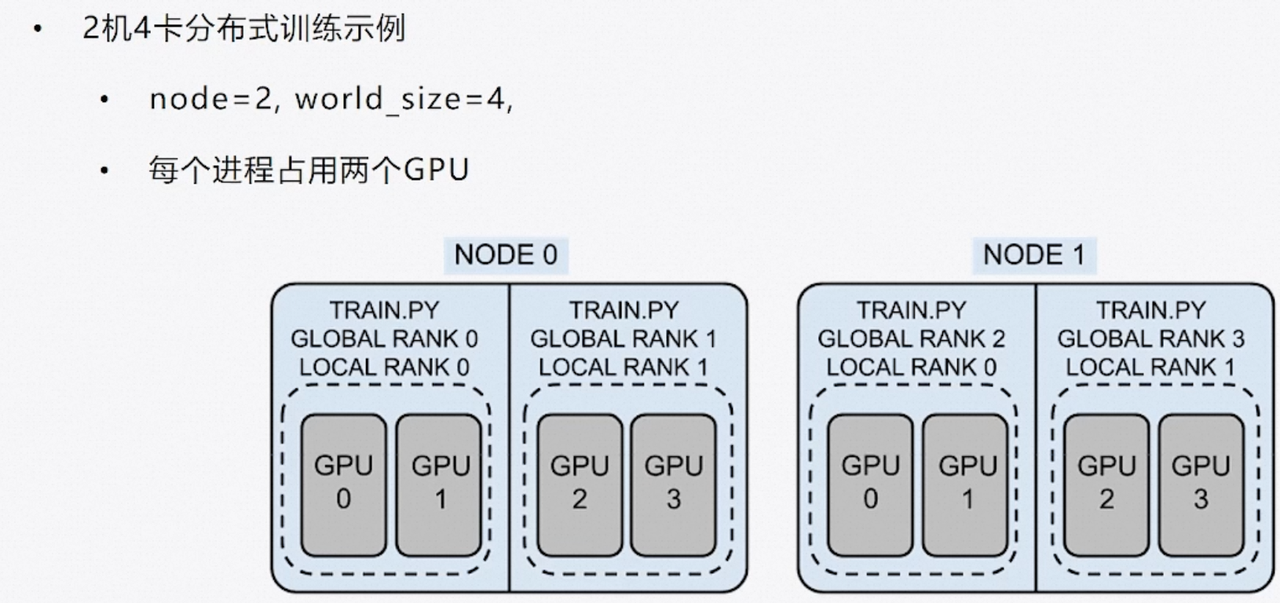 2机4卡分布式训练示例
node=2, world_size=4,
每个进程占用两个GPU
NODE 0
TRAIN.PY
GLOBAL RANK 0
LOCAL RANK 0
GPU
0
GPU
1
TRAIN.PY
GLOBAL RANK 1
LOCAL RANK 1
GPU
2
GPU
3
NODE 1
TRAIN.PY
GLOBAL RANK 2
LOCAL RANK 0
GPU
0
GPU
1
TRAIN.PY
GLOBAL RANK 3
LOCAL RANK 1
GPU
2
GPU
3